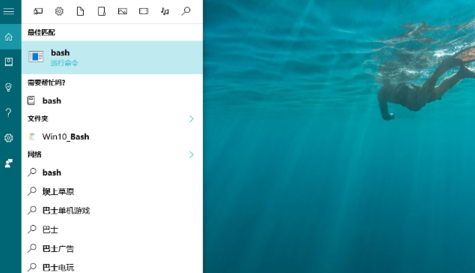 最佳匹配
bash
运行命令
需要帮忙吗?
bash
文件夹
Win10_Bash
网络
bash
坝上草原
巴士单机游戏
巴士
巴士广告
巴士电玩